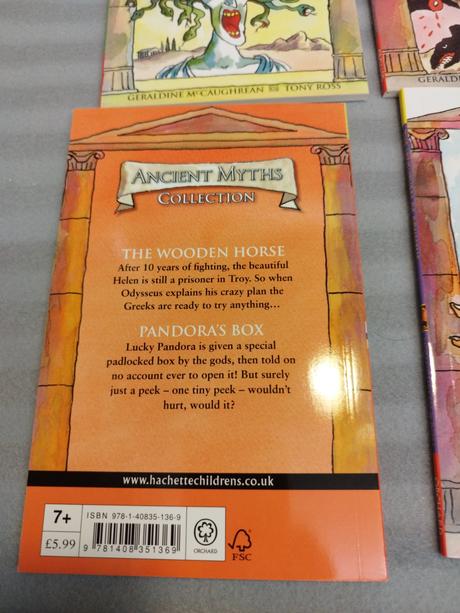 GERALDINE McCAUGHREAN TONY ROSS
GERALD
ANCIENT MYTHS
COLLECTION
THE WOODEN HORSE
After 10 years of fighting, the beautiful
Helen is still a prisoner in Troy. So when
Odysseus explains his crazy plan the
Greeks are ready to try anything…
PANDORA'S BOX
Lucky Pandora is given a special
padlocked box by the gods, then told on
no account ever to open it! But surely
just a peek – one tiny peek – wouldn't
hurt, would it?
www.hachettechildrens.co.uk
7+
£5.99
ISBN 978-1-40835-136-9
9 781408 351369
ORCHARD
FSC